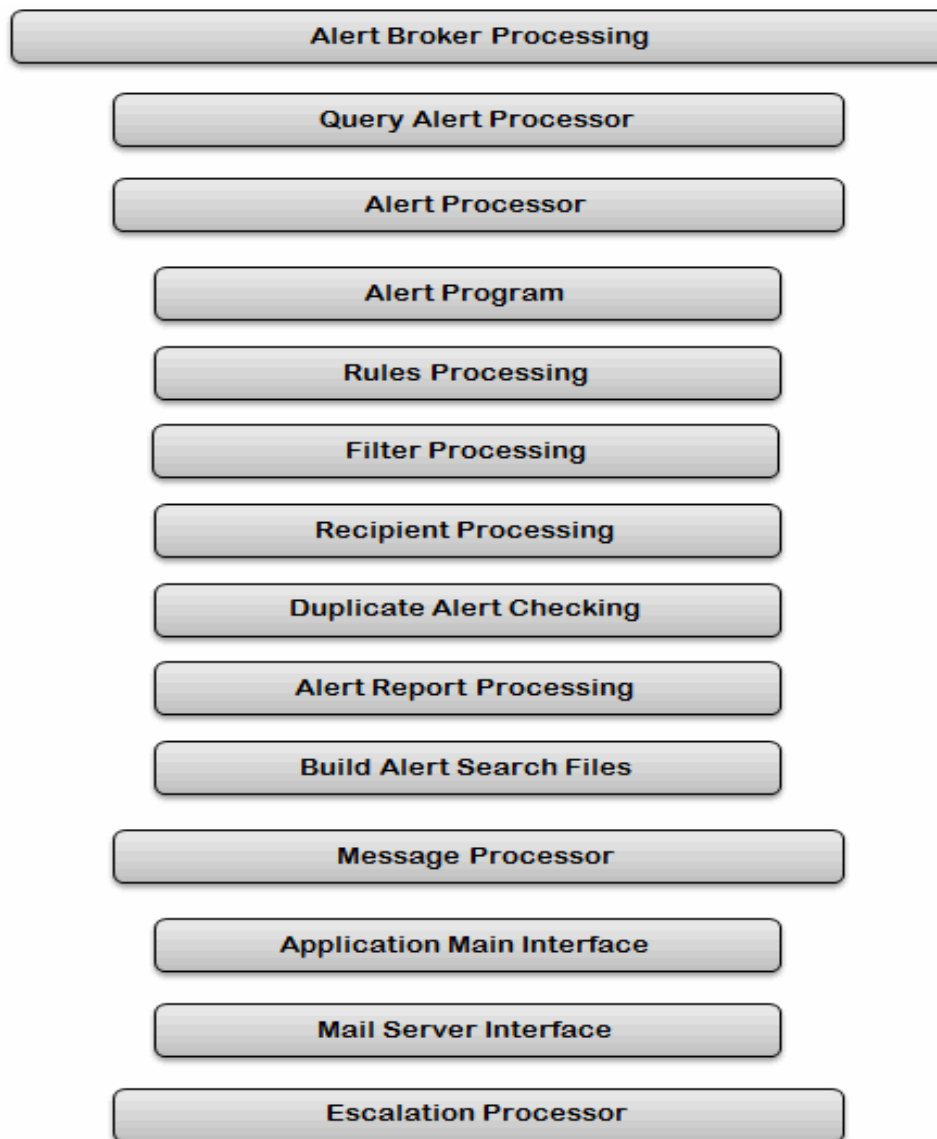 Alert Broker Processing
Query Alert Processor
Alert Processor
Alert Program
Rules Processing
Filter Processing
Recipient Processing
Duplicate Alert Checking
Alert Report Processing
Build Alert Search Files
Message Processor
Application Main Interface
Mail Server Interface
Escalation Processor